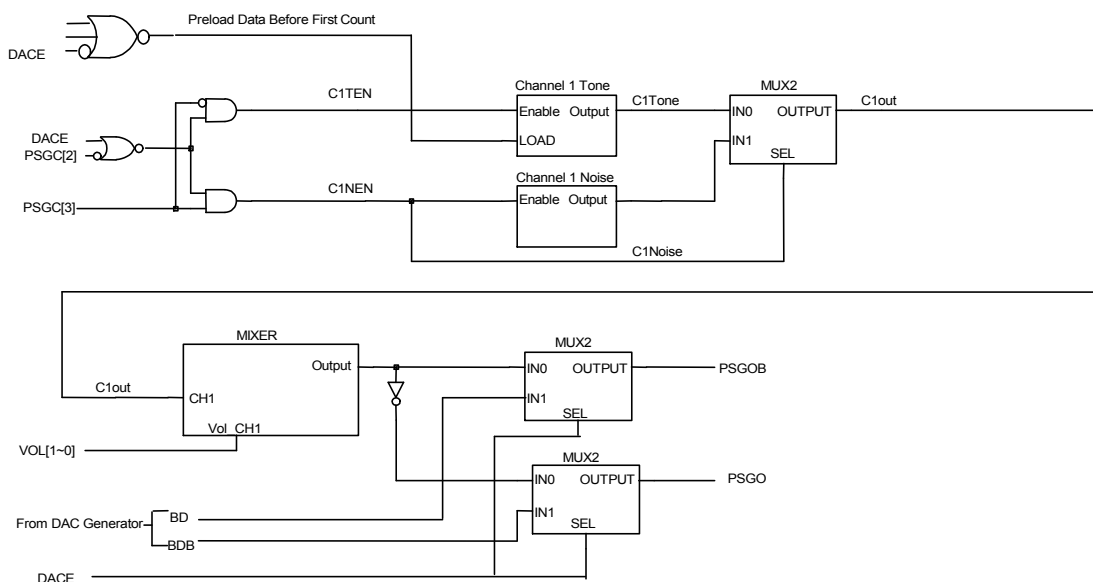 Preload Data Before First Count
DACE
Channel 1 Tone
MUX2
C1TEN
Enable Output
C1Tone
IN0 OUTPUT
C1out
DACE
LOAD
IN1
PSGC[2]
SEL
Channel 1 Noise
C1NEN
Enable Output
PSGC[3]
C1Noise
MIXER
MUX2
Output
IN0 OUTPUT
PSGOB
C1out
CH1
IN1
SEL
Vol_CH1
VOL[1~0]
MUX2
IN0 OUTPUT
PSGO
From DAC Generator
BD
IN1
SEL
BDB
DACE